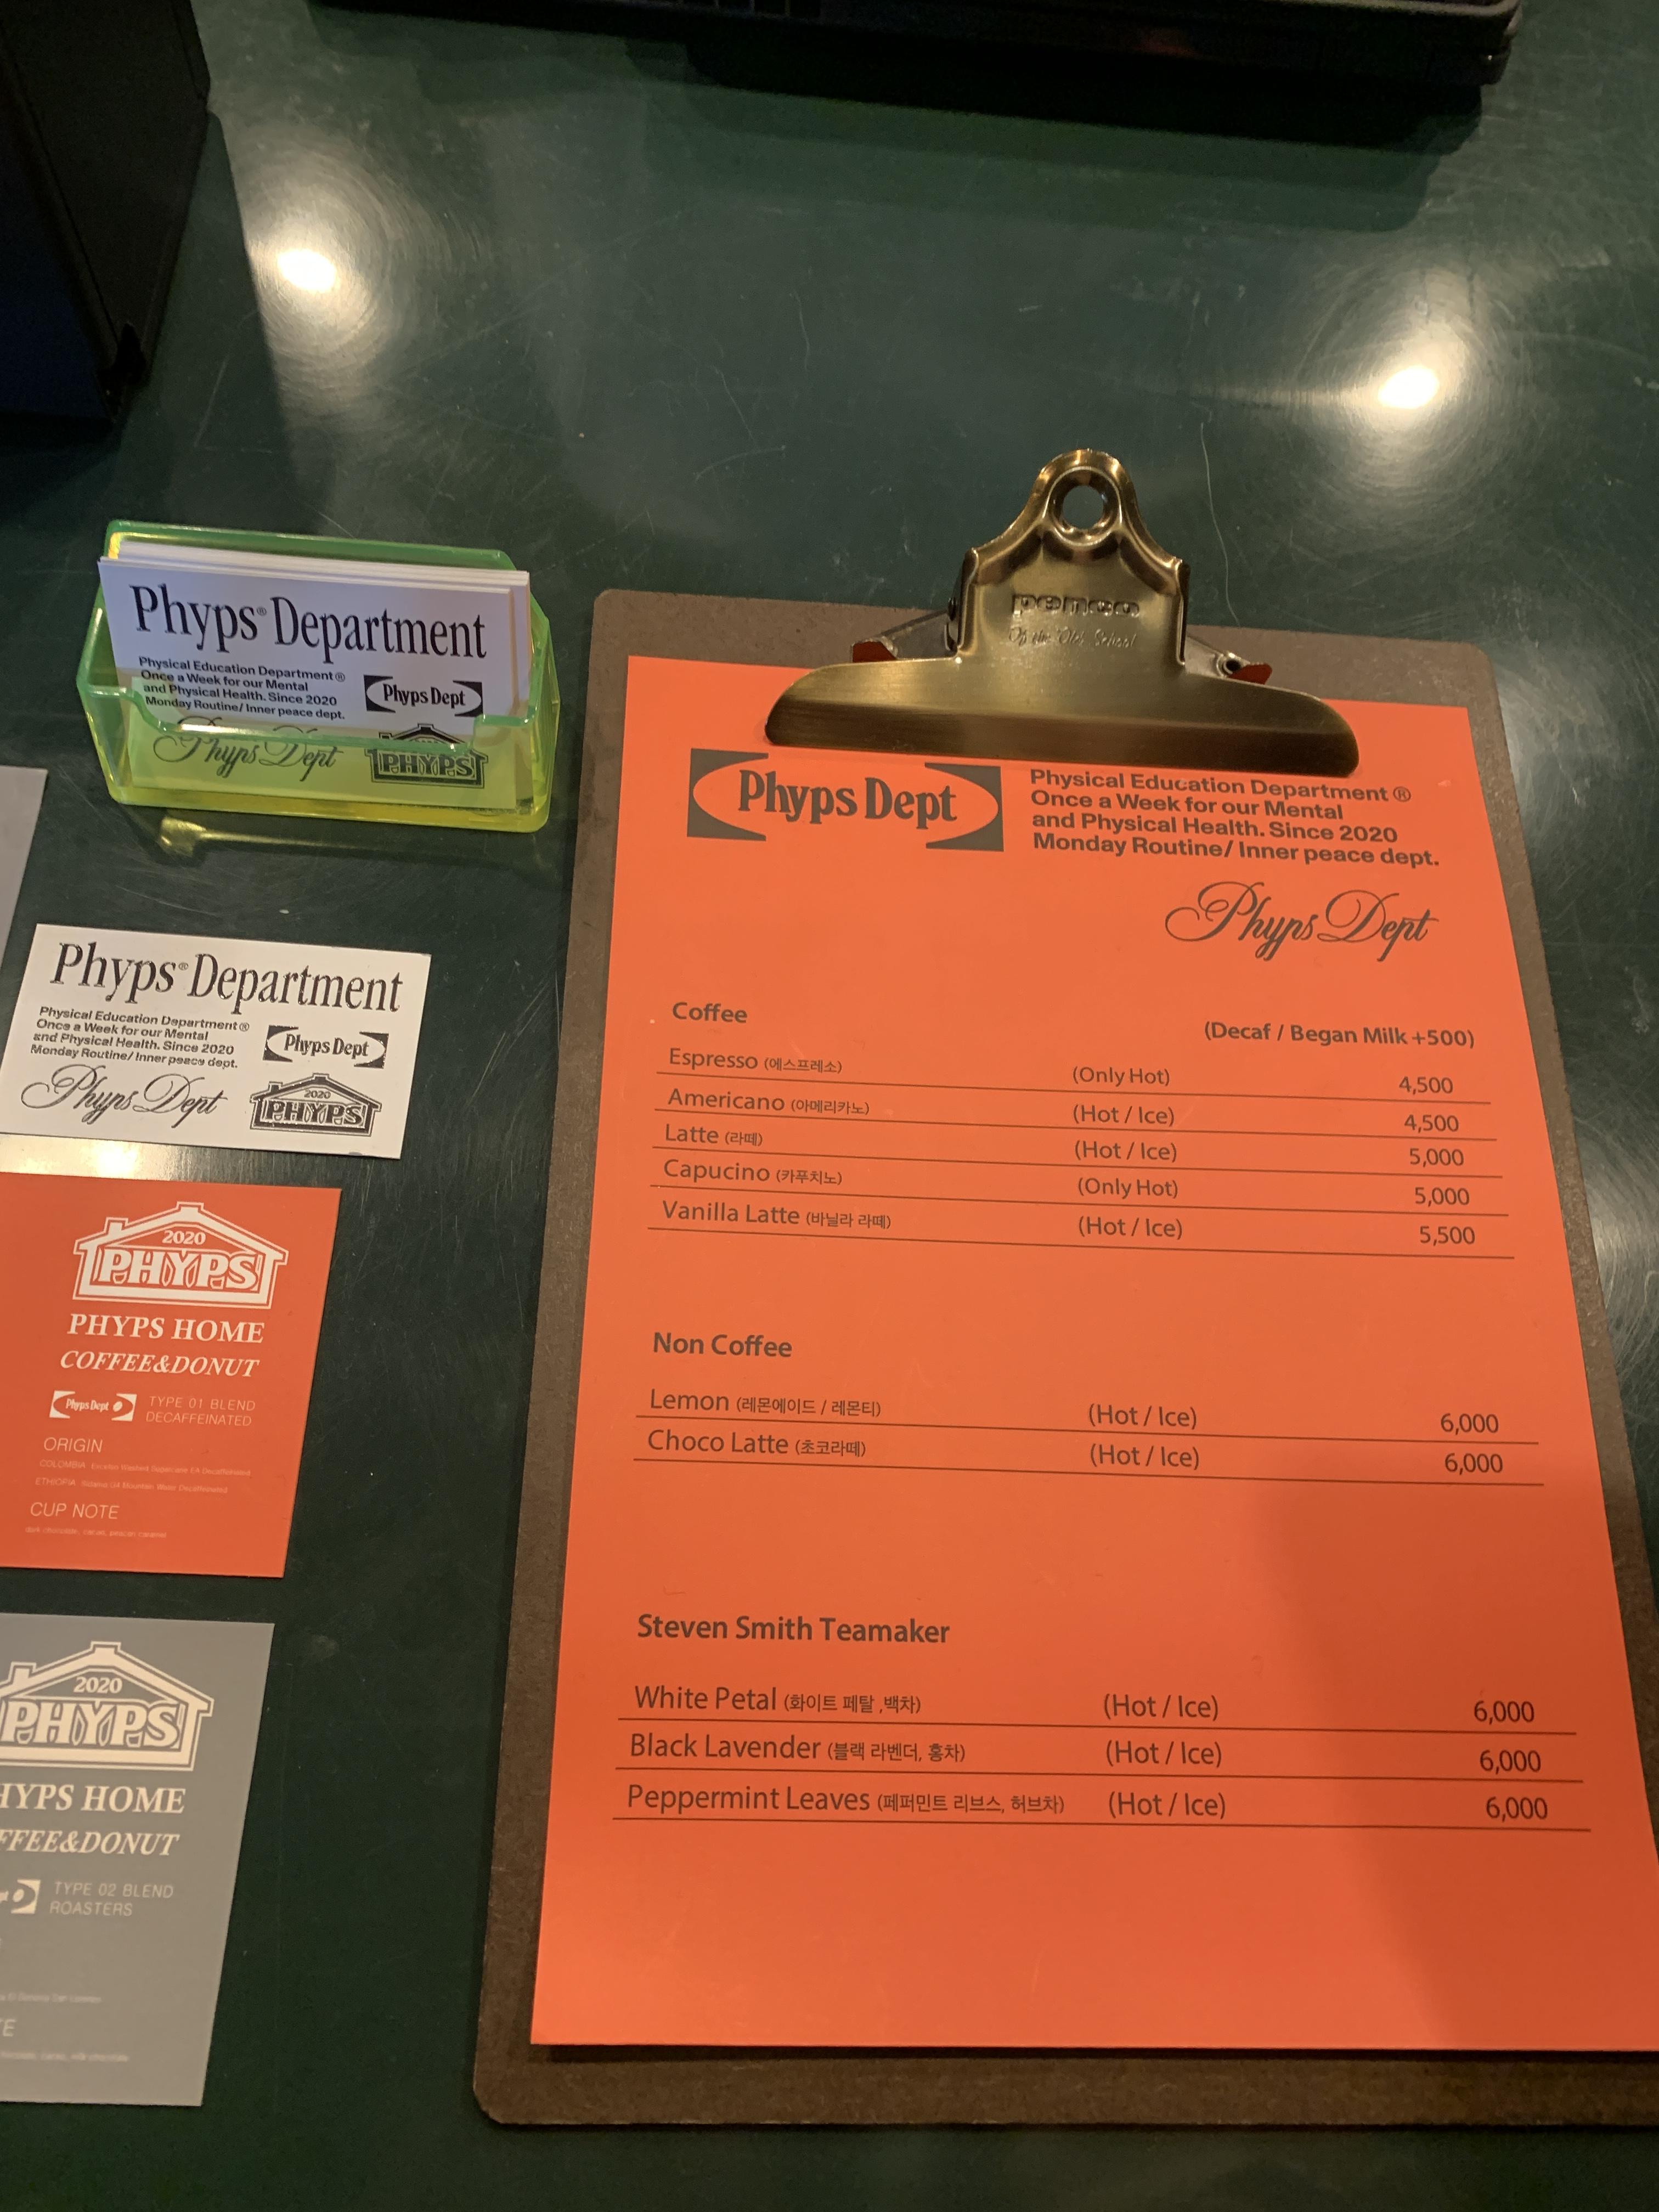 Phyps® Department
Physical Education Department®
Once a Week for our Mental
and Physical Health. Since 2020
Monday Routine/ Inner peace dept.
Phyps Dept
Phyps Dept
PHYPS
Phyps® Department
Physical Education Department®
Once a Week for our Mental
and Physical Health. Since 2020
Monday Routine/ Inner peace dept.
Phyps Dept
Phyps Dept
2020
PHYPS
2020
PHYPS
PHYPS HOME
COFFEE&DONUT
Phyps Dept
TYPE 01 BLEND
DECAFFEINATED
ORIGIN
COLOMBIA
ETHIOPIA
CUP NOTE
2020
PHYPS
HYPS HOME
FFEE&DONUT
TYPE 02 BLEND
ROASTERS
penco
Of the Old School
Phyps Dept
Physical Education Department ®
Once a Week for our Mental
and Physical Health. Since 2020
Monday Routine/ Inner peace dept.
Phyps Dept
Coffee (Decaf / Began Milk +500)
Espresso (에스프레소) (Only Hot) 4,500
Americano (아메리카노) (Hot / Ice) 4,500
Latte (라떼) (Hot / Ice) 5,000
Capucino (카푸치노) (Only Hot) 5,000
Vanilla Latte (바닐라 라떼) (Hot / Ice) 5,500
Non Coffee
Lemon (레몬에이드 / 레몬티) (Hot / Ice) 6,000
Choco Latte (초코라떼) (Hot / Ice) 6,000
Steven Smith Teamaker
White Petal (화이트 페탈 ,백차) (Hot / Ice) 6,000
Black Lavender (블랙 라벤더, 홍차) (Hot / Ice) 6,000
Peppermint Leaves (페퍼민트 리브스, 허브차) (Hot / Ice) 6,000